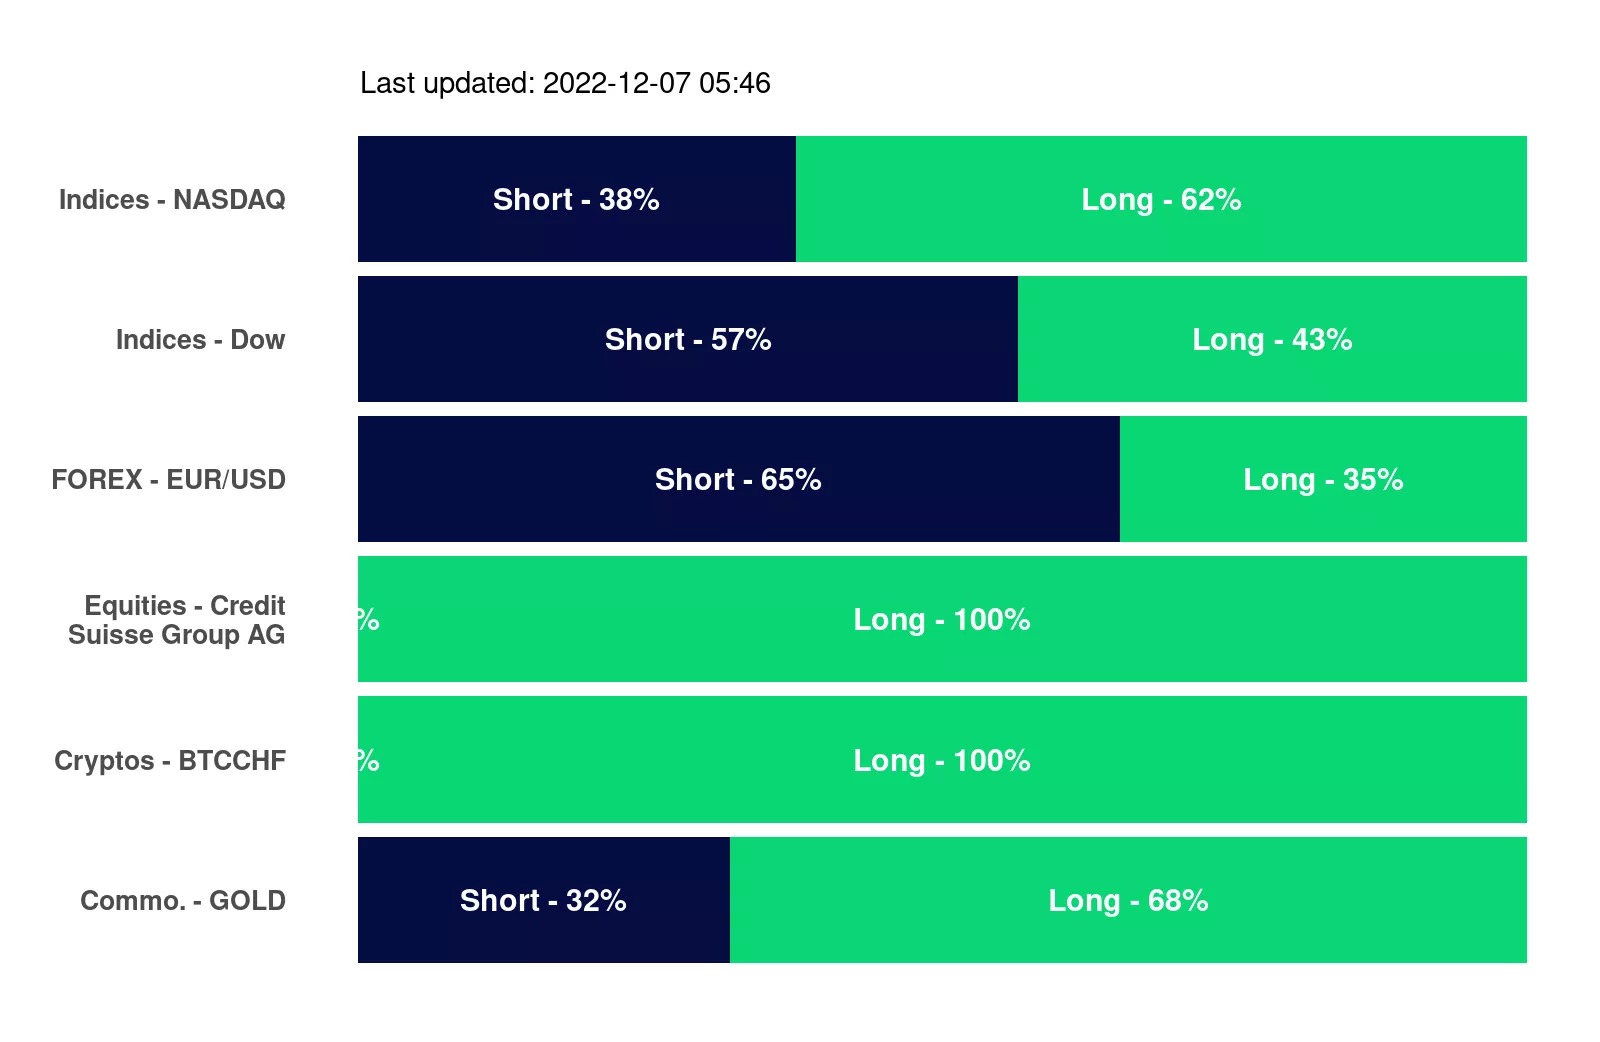 Last updated: 2022-12-07 05:46
Indices - NASDAQ
Short - 38%
Long - 62%
Indices - Dow
Short - 57%
Long - 43%
FOREX - EUR/USD
Short - 65%
Long - 35%
Equities - Credit
Suisse Group AG
%
Long - 100%
Cryptos - BTCCHF
%
Long - 100%
Commo. - GOLD
Short - 32%
Long - 68%